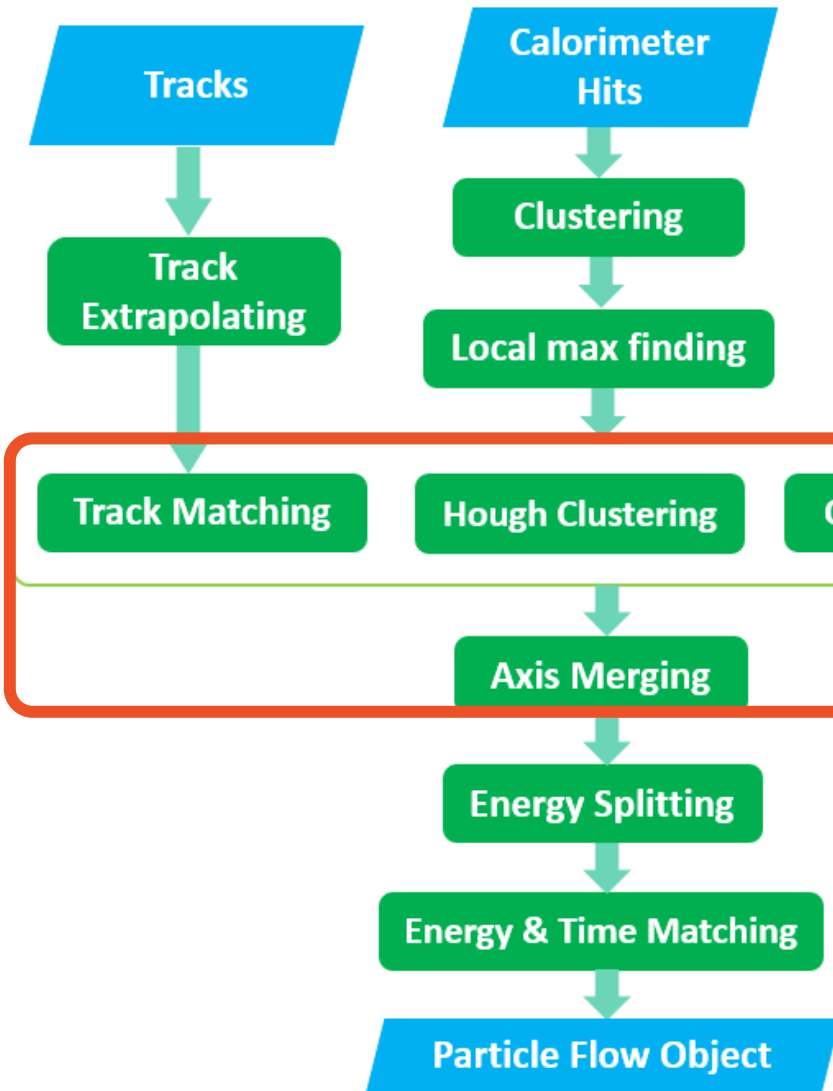 Tracks
Calorimeter
Hits
Clustering
Track
Extrapolating
Local max finding
Track Matching
Hough Clustering
Axis Merging
Energy Splitting
Energy & Time Matching
Particle Flow Object